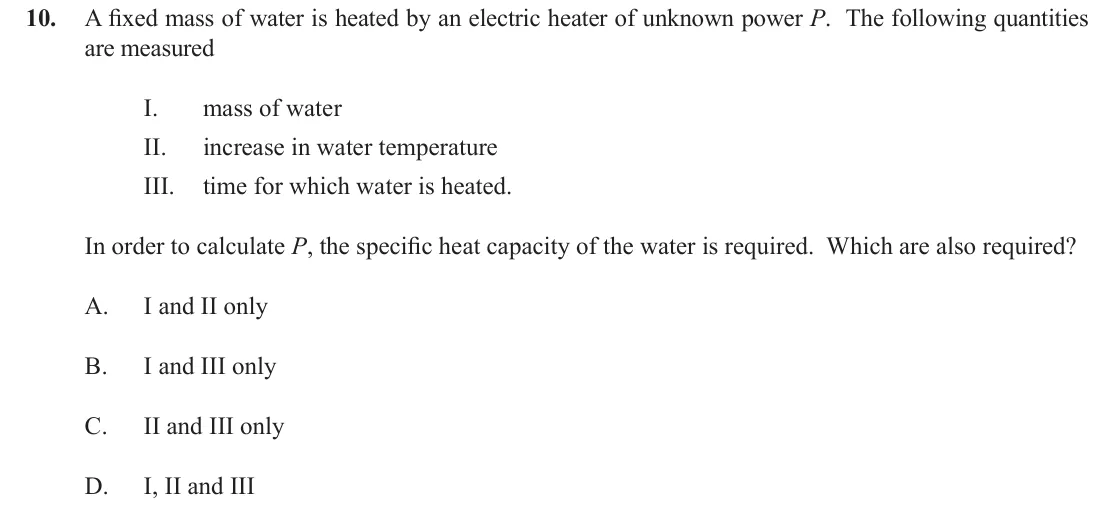 10. A fixed mass of water is heated by an electric heater of unknown power P. The following quantities
are measured
I. mass of water
II. increase in water temperature
III. time for which water is heated.
In order to calculate P, the specific heat capacity of the water is required. Which are also required?
A. I and II only
B. I and III only
C. II and III only
D. I, II and III